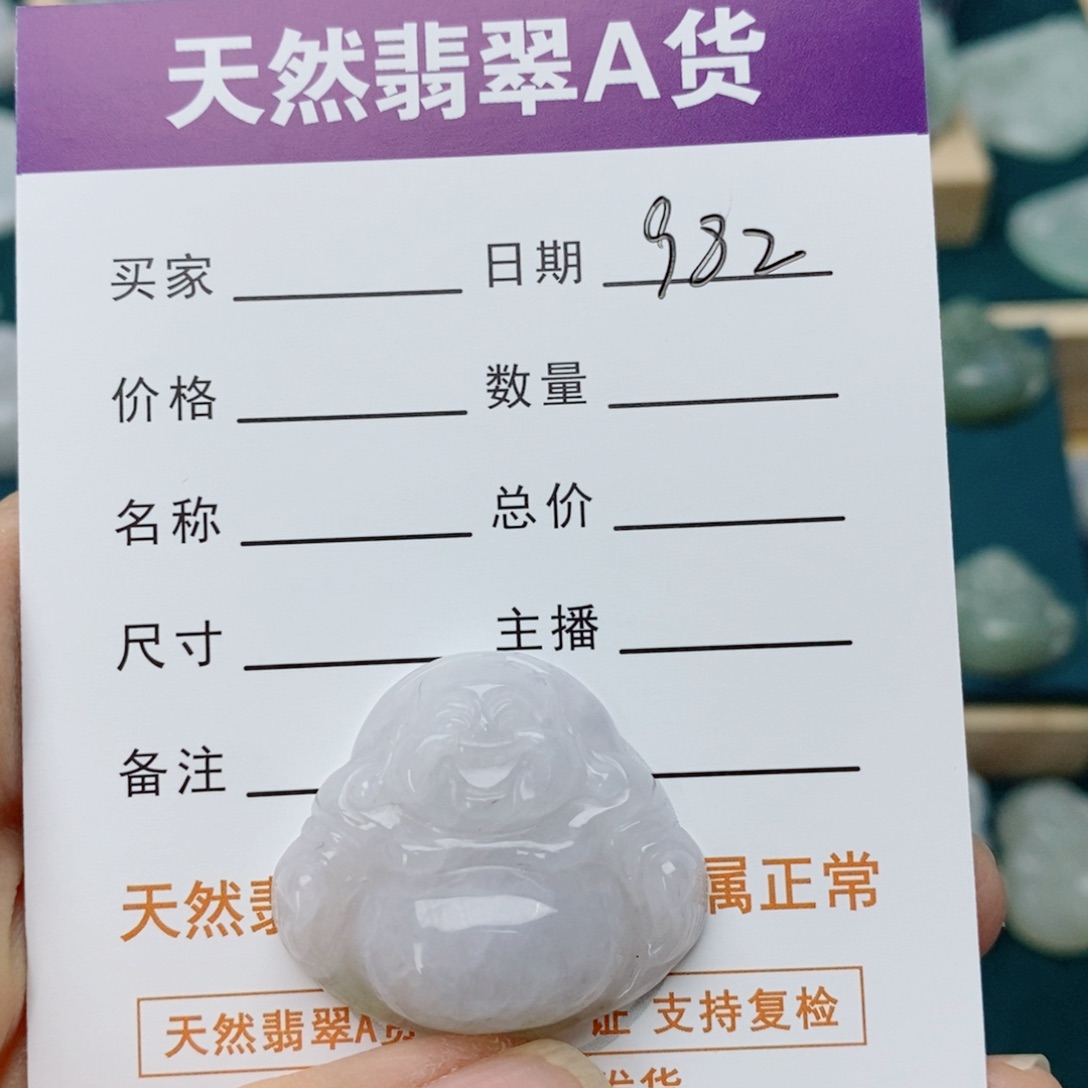 天然翡翠A货
买家 日期 982
价格 数量
名称 总价
尺寸 主播
备注
天然 属正常
天然翡翠A货 证 支持复检